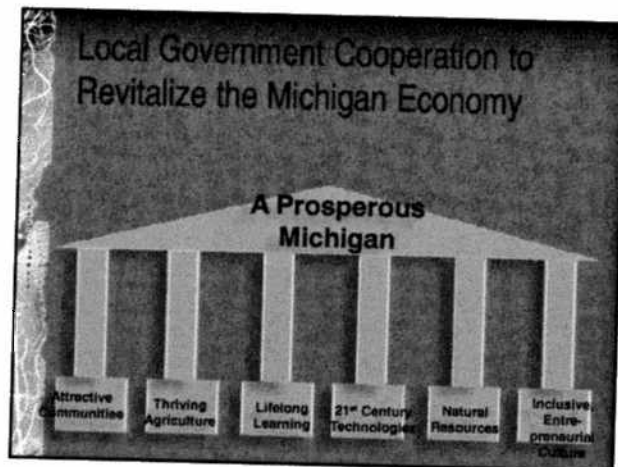 Local Government Cooperation to
Revitalize the Michigan Economy
A Prosperous
Michigan
Attractive
Communities
Thriving
Agriculture
Lifelong
Learning
21st Century
Technologies
Natural
Resources
Inclusive,
Entre-
preneurial
Culture